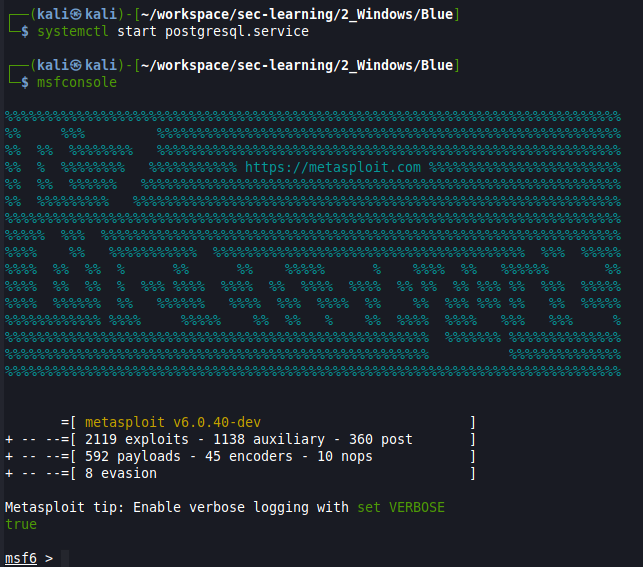 ┌──(kali㉿kali)-[~/workspace/sec-learning/2_Windows/Blue]
└─$ systemctl start postgresql.service
┌──(kali㉿kali)-[~/workspace/sec-learning/2_Windows/Blue]
└─$ msfconsole
https://metasploit.com
=[ metasploit v6.0.40-dev ]
+ -- --=[ 2119 exploits - 1138 auxiliary - 360 post ]
+ -- --=[ 592 payloads - 45 encoders - 10 nops ]
+ -- --=[ 8 evasion ]
Metasploit tip: Enable verbose logging with set VERBOSE
true
msf6 >